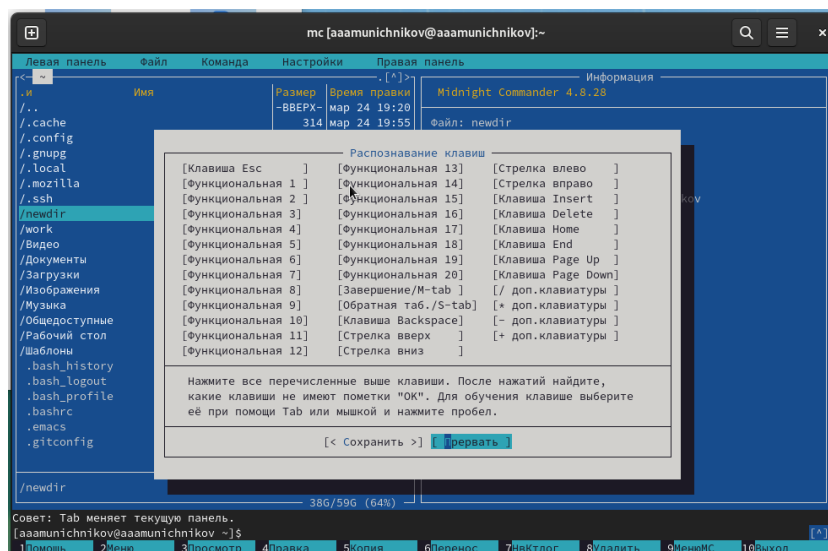 mc [aaamunichnikov@aaamunichnikov]:~
Левая панель Файл Команда Настройки Правая панель
<- ~ .[^]>
.и Имя Размер Время правки
/.. -ВВЕРХ- мар 24 19:20
/.cache 314 мар 24 19:55
/.config
/.gnupg
/.local
/.mozilla
/.ssh
/newdir
/work
/Видео
/Документы
/Загрузки
/Изображения
/Музыка
/Общедоступные
/Рабочий стол
/Шаблоны
.bash_history
.bash_logout
.bash_profile
.bashrc
.emacs
.gitconfig
/newdir
38G/59G (64%)
Информация
Midnight Commander 4.8.28
Файл: newdir
kov
Распознавание клавиш
[Клавиша Esc ] [Функциональная 13] [Стрелка влево ]
[Функциональная 1 ] [Функциональная 14] [Стрелка вправо ]
[Функциональная 2 ] [Функциональная 15] [Клавиша Insert ]
[Функциональная 3] [Функциональная 16] [Клавиша Delete ]
[Функциональная 4] [Функциональная 17] [Клавиша Home ]
[Функциональная 5] [Функциональная 18] [Клавиша End ]
[Функциональная 6] [Функциональная 19] [Клавиша Page Up ]
[Функциональная 7] [Функциональная 20] [Клавиша Page Down]
[Функциональная 8] [Завершение/M-tab ] [/ доп.клавиатуры ]
[Функциональная 9] [Обратная таб./S-tab] [* доп.клавиатуры ]
[Функциональная 10] [Клавиша Backspace] [- доп.клавиатуры ]
[Функциональная 11] [Стрелка вверх ] [+ доп.клавиатуры ]
[Функциональная 12] [Стрелка вниз ]
Нажмите все перечисленные выше клавиши. После нажатий найдите,
какие клавиши не имеют пометки "OK". Для обучения клавише выберите
её при помощи Tab или мышкой и нажмите пробел.
[< Сохранить >] [ Прервать ]
Совет: Tab меняет текущую панель.
[aaamunichnikov@aaamunichnikov ~]$ [^]
1Помощь 2Меню 3Просмотр 4Правка 5Копия 6Перенос 7НвКтлог 8Удалить 9МенюМС 10Выход